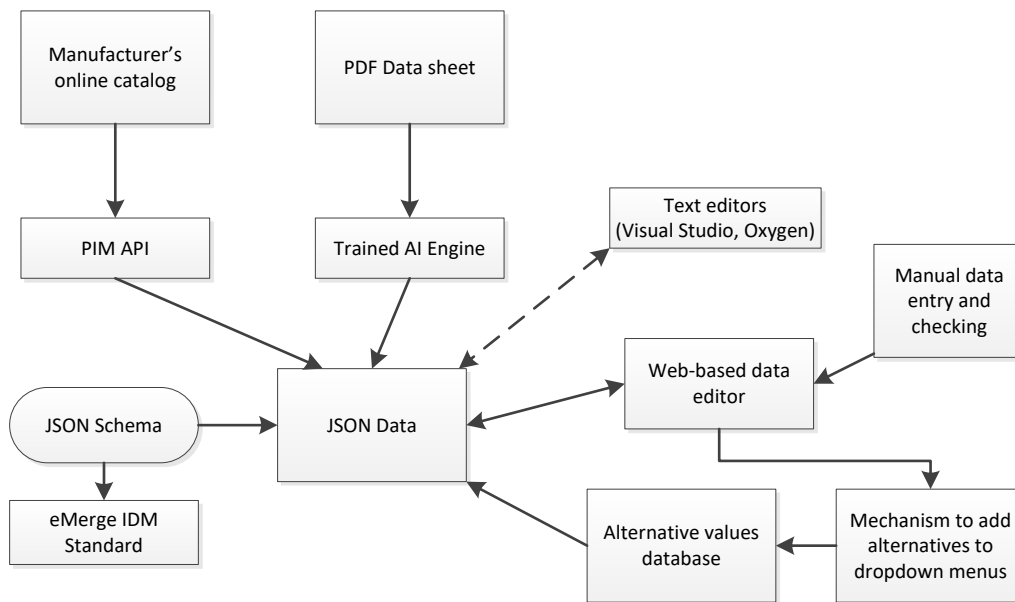 Manufacturer's
online catalog
PDF Data sheet
PIM API
Trained AI Engine
Text editors
(Visual Studio, Oxygen)
Manual data
entry and
checking
JSON Schema
JSON Data
Web-based data
editor
eMerge IDM
Standard
Alternative values
database
Mechanism to add
alternatives to
dropdown menus